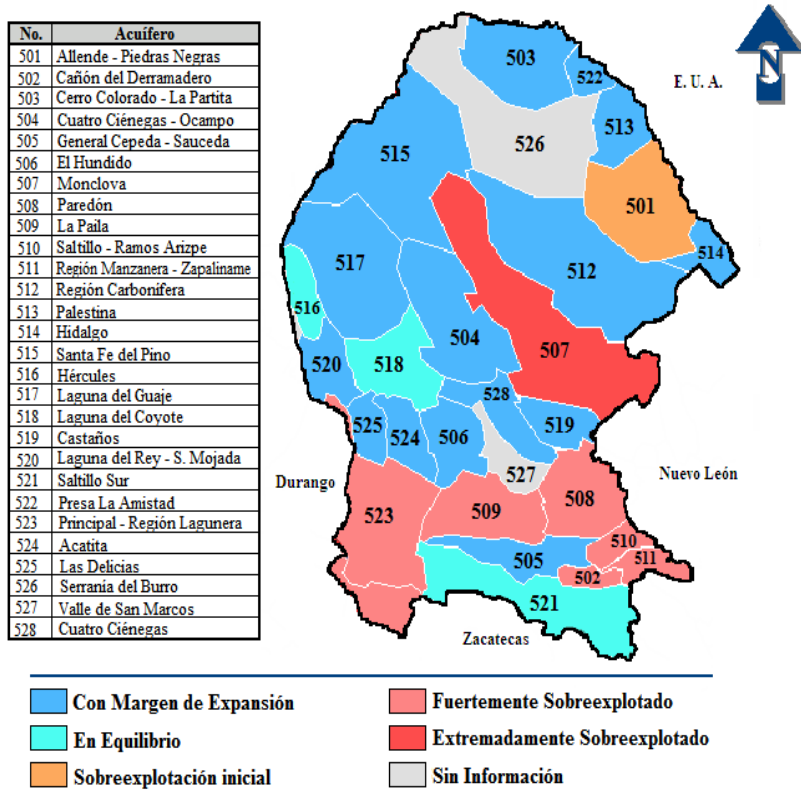 No. Acuífero
501 Allende - Piedras Negras
502 Cañón del Derramadero
503 Cerro Colorado - La Partita
504 Cuatro Ciénegas - Ocampo
505 General Cepeda - Sauceda
506 El Hundido
507 Monclova
508 Paredón
509 La Paila
510 Saltillo - Ramos Arizpe
511 Región Manzanera - Zapaliname
512 Región Carbonífera
513 Palestina
514 Hidalgo
515 Santa Fe del Pino
516 Hércules
517 Laguna del Guaje
518 Laguna del Coyote
519 Castaños
520 Laguna del Rey - S. Mojada
521 Saltillo Sur
522 Presa La Amistad
523 Principal - Región Lagunera
524 Acatita
525 Las Delicias
526 Serranía del Burro
527 Valle de San Marcos
528 Cuatro Ciénegas
N
E. U. A.
503
522
513
526
515
501
514
512
517
516
504
507
520
518
528
525
524
506
519
527
Durango
Nuevo León
523
509
508
510
511
505
502
521
Zacatecas
Con Margen de Expansión
En Equilibrio
Sobreexplotación inicial
Fuertemente Sobreexplotado
Extremadamente Sobreexplotado
Sin Información